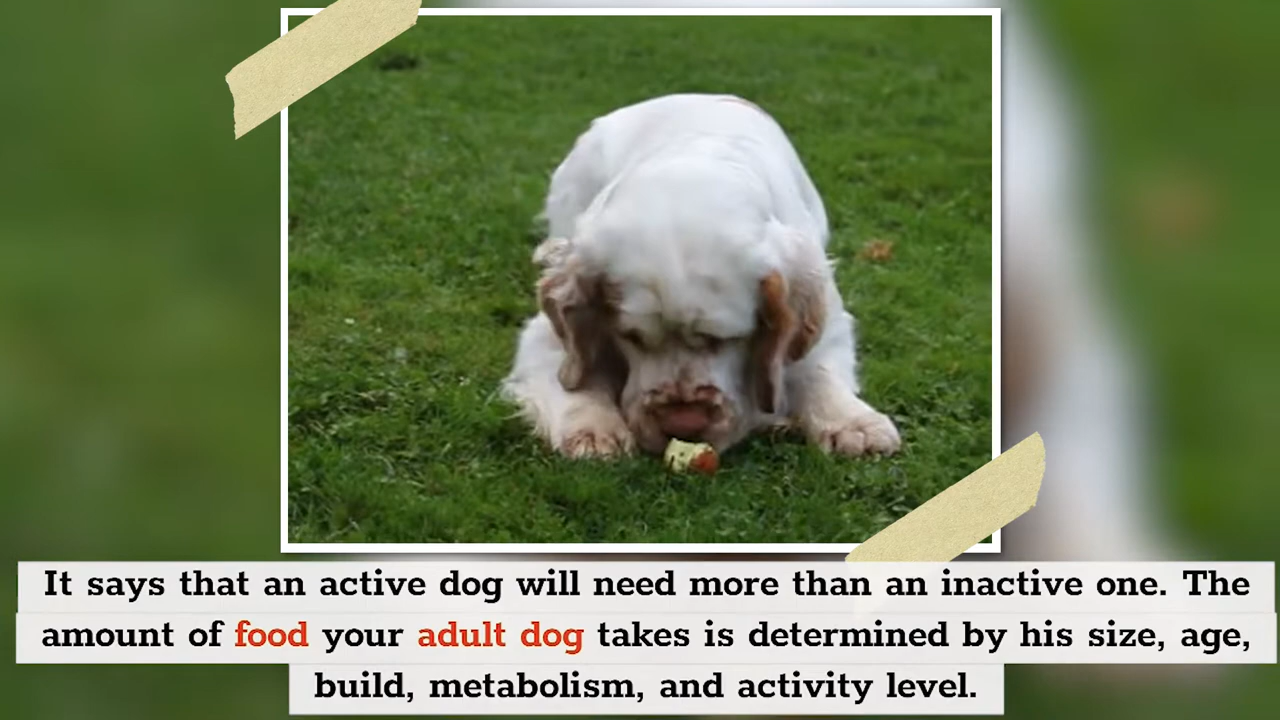 It says that an active dog will need more than an inactive one. The
amount of food your adult dog takes is determined by his size, age,
build, metabolism, and activity level.